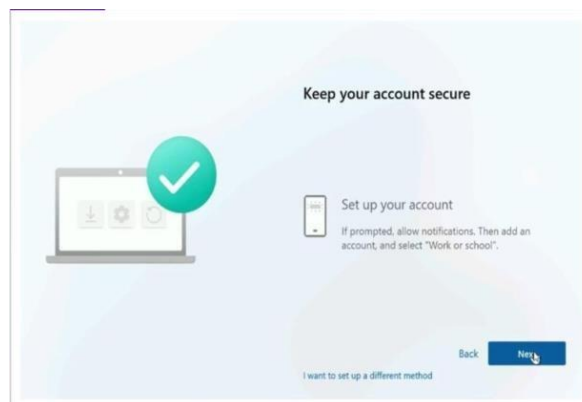 Keep your account secure
Set up your account
If prompted, allow notifications. Then add an
account, and select "Work or school".
Back
Next
I want to set up a different method